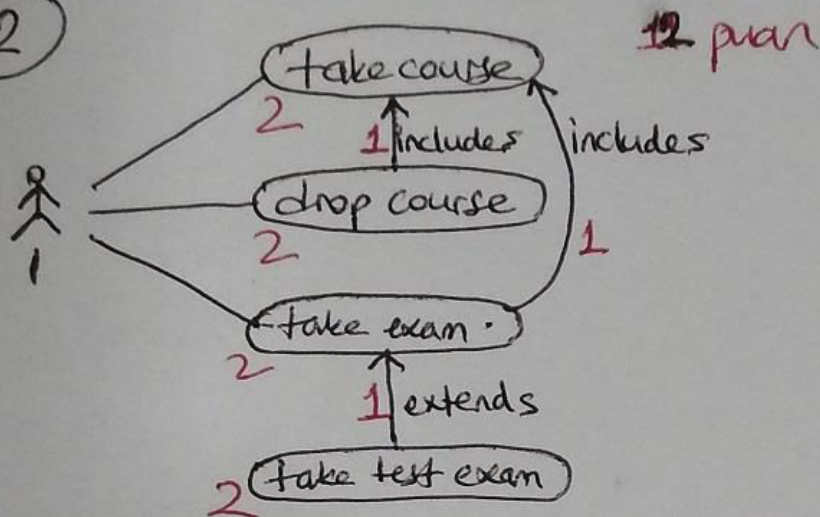 2
take course
12 puan
2
1 includes
includes
drop course
2
1
1
take exam.
2
1 extends
take test exam
2